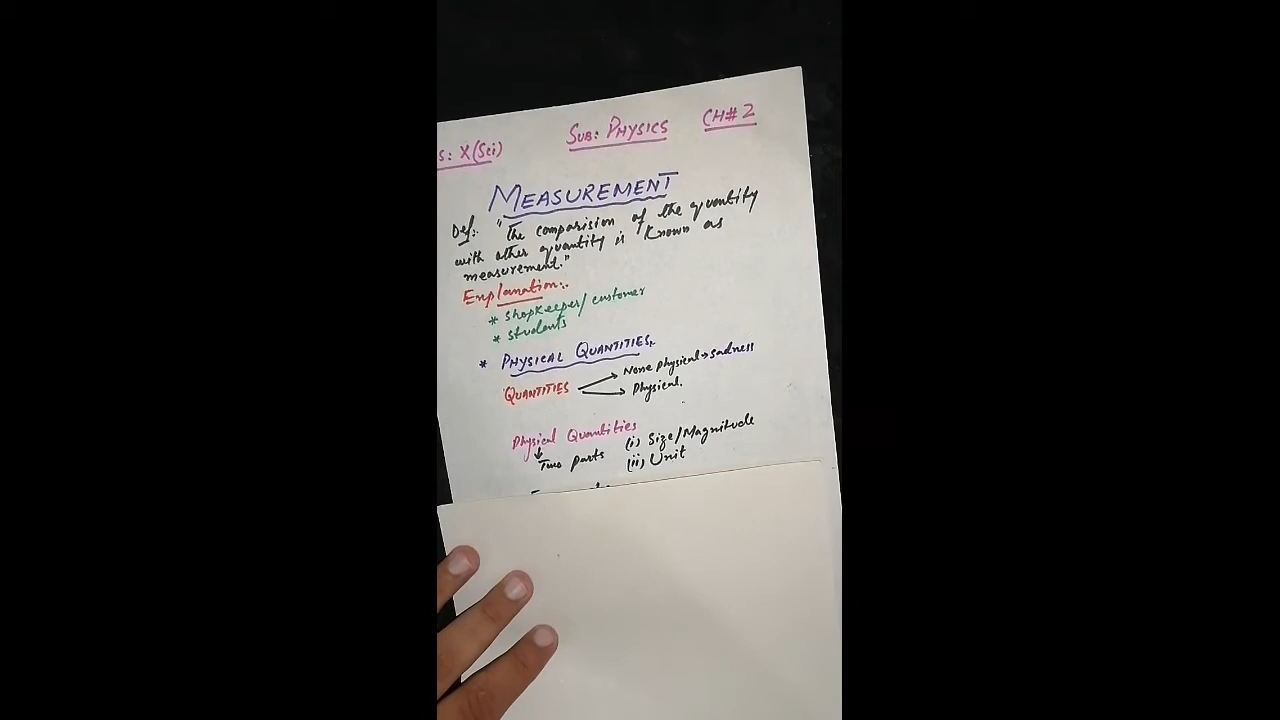 S: X(Sci) SUB: PHYSICS CH# 2
MEASUREMENT
Def:- "The comparision of the quantity
with other quantity is known as
measurement."
Explanation:-
* Shopkeeper/customer
* Students
* PHYSICAL QUANTITIES:-
QUANTITIES → None physical → sadness
→ Physical.
Physical Quantities
↓ Two parts (i) Size/Magnitude
(ii) Unit